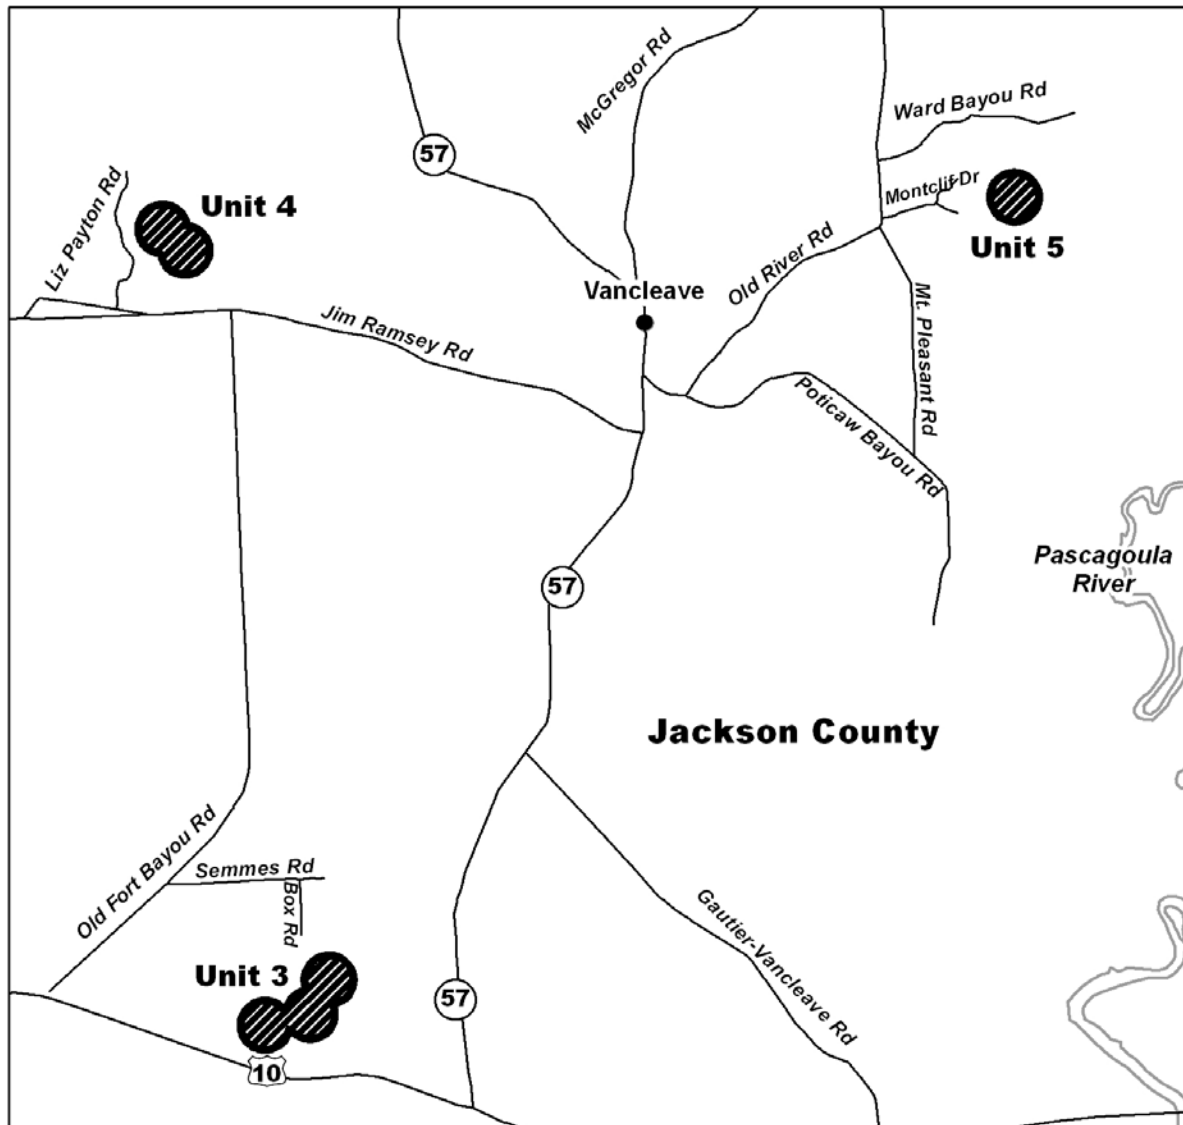 McGregor Rd
Ward Bayou Rd
57
Liz Payton Rd
Unit 4
Montclif Dr
Unit 5
Old River Rd
Vancleave
Mt. Pleasant Rd
Jim Ramsey Rd
Poticaw Bayou Rd
Pascagoula
River
57
Jackson County
Old Fort Bayou Rd
Semmes Rd
Box Rd
Gautier-Vancleave Rd
Unit 3
57
10